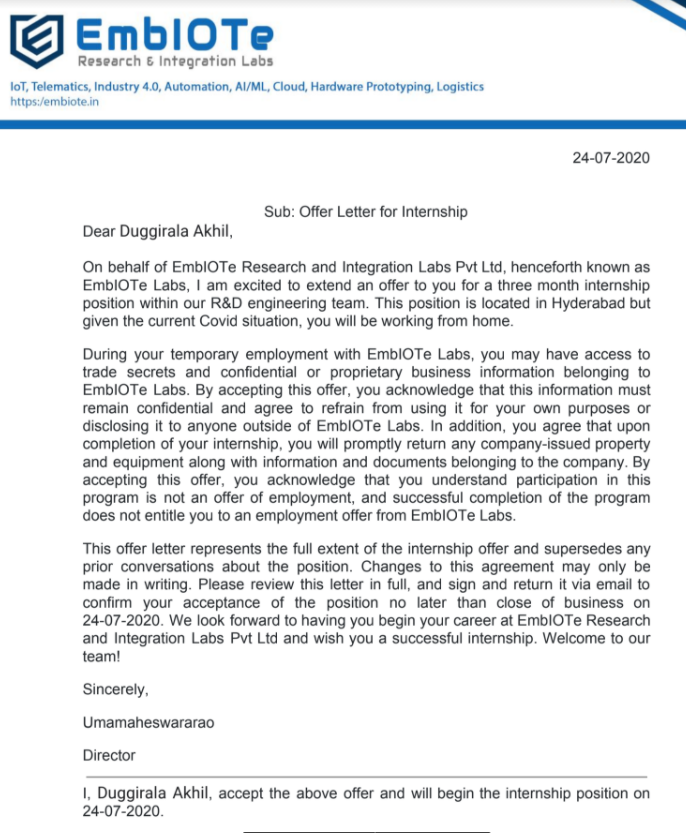 EmbIOTe
Research & Integration Labs
IoT, Telematics, Industry 4.0, Automation, AI/ML, Cloud, Hardware Prototyping, Logistics
https:/embiote.in
24-07-2020
Sub: Offer Letter for Internship
Dear Duggirala Akhil,
On behalf of EmbIOTe Research and Integration Labs Pvt Ltd, henceforth known as
EmbIOTe Labs, I am excited to extend an offer to you for a three month internship
position within our R&D engineering team. This position is located in Hyderabad but
given the current Covid situation, you will be working from home.
During your temporary employment with EmbIOTe Labs, you may have access to
trade secrets and confidential or proprietary business information belonging to
EmbIOTe Labs. By accepting this offer, you acknowledge that this information must
remain confidential and agree to refrain from using it for your own purposes or
disclosing it to anyone outside of EmbIOTe Labs. In addition, you agree that upon
completion of your internship, you will promptly return any company-issued property
and equipment along with information and documents belonging to the company. By
accepting this offer, you acknowledge that you understand participation in this
program is not an offer of employment, and successful completion of the program
does not entitle you to an employment offer from EmbIOTe Labs.
This offer letter represents the full extent of the internship offer and supersedes any
prior conversations about the position. Changes to this agreement may only be
made in writing. Please review this letter in full, and sign and return it via email to
confirm your acceptance of the position no later than close of business on
24-07-2020. We look forward to having you begin your career at EmbIOTe Research
and Integration Labs Pvt Ltd and wish you a successful internship. Welcome to our
team!
Sincerely,
Umamaheswararao
Director
I, Duggirala Akhil, accept the above offer and will begin the internship position on
24-07-2020.